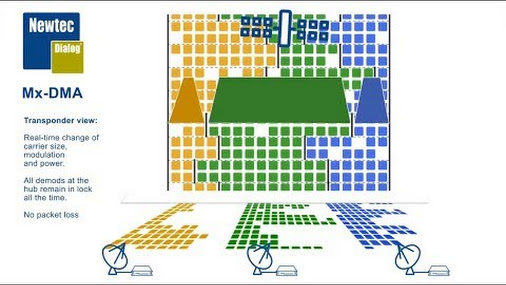 Newtec
Dialog
Mx-DMA
Transponder view:
Real-time change of
carrier size,
modulation
and power.
All demods at the
hub remain in lock
all the time.
No packet loss